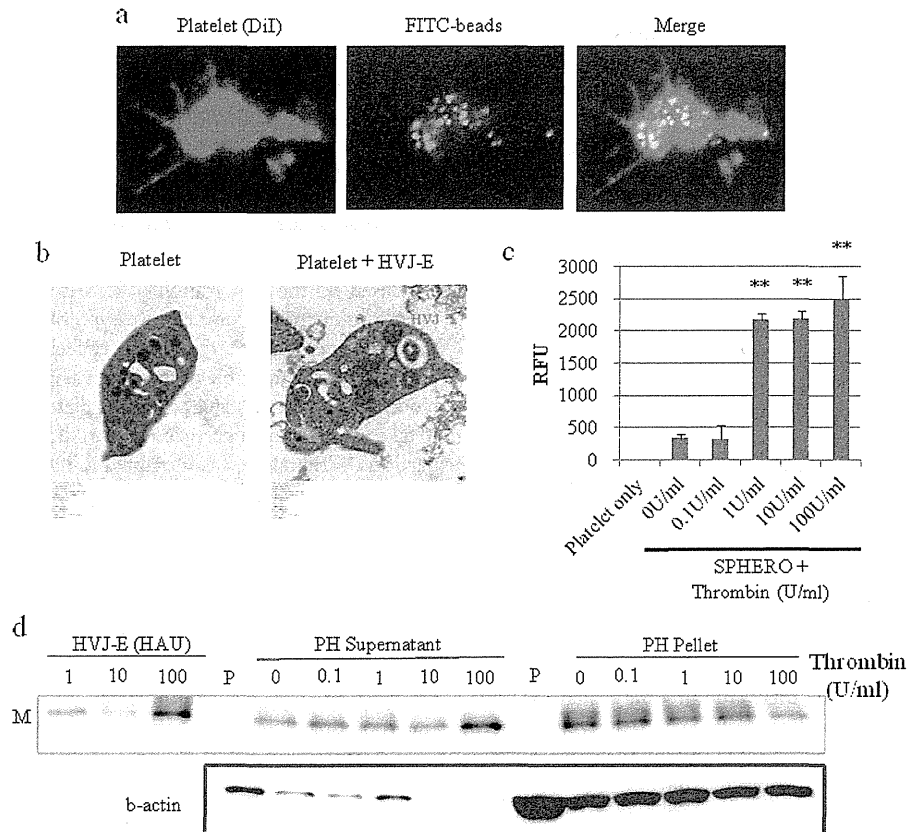 a
Platelet (DiI) FITC-beads Merge
b
Platelet Platelet + HVJ-E
HVJ
c
**
** **
3000
2500
2000
1500
1000
500
0
RFU
Platelet only 0U/ml 0.1U/ml 1U/ml 10U/ml 100U/ml
SPHERO +
Thrombin (U/ml)
d
HVJ-E (HAU) PH Supernatant PH Pellet
1 10 100 P 0 0.1 1 10 100 P 0 0.1 1 10 100 Thrombin
(U/ml)
M
b-actin